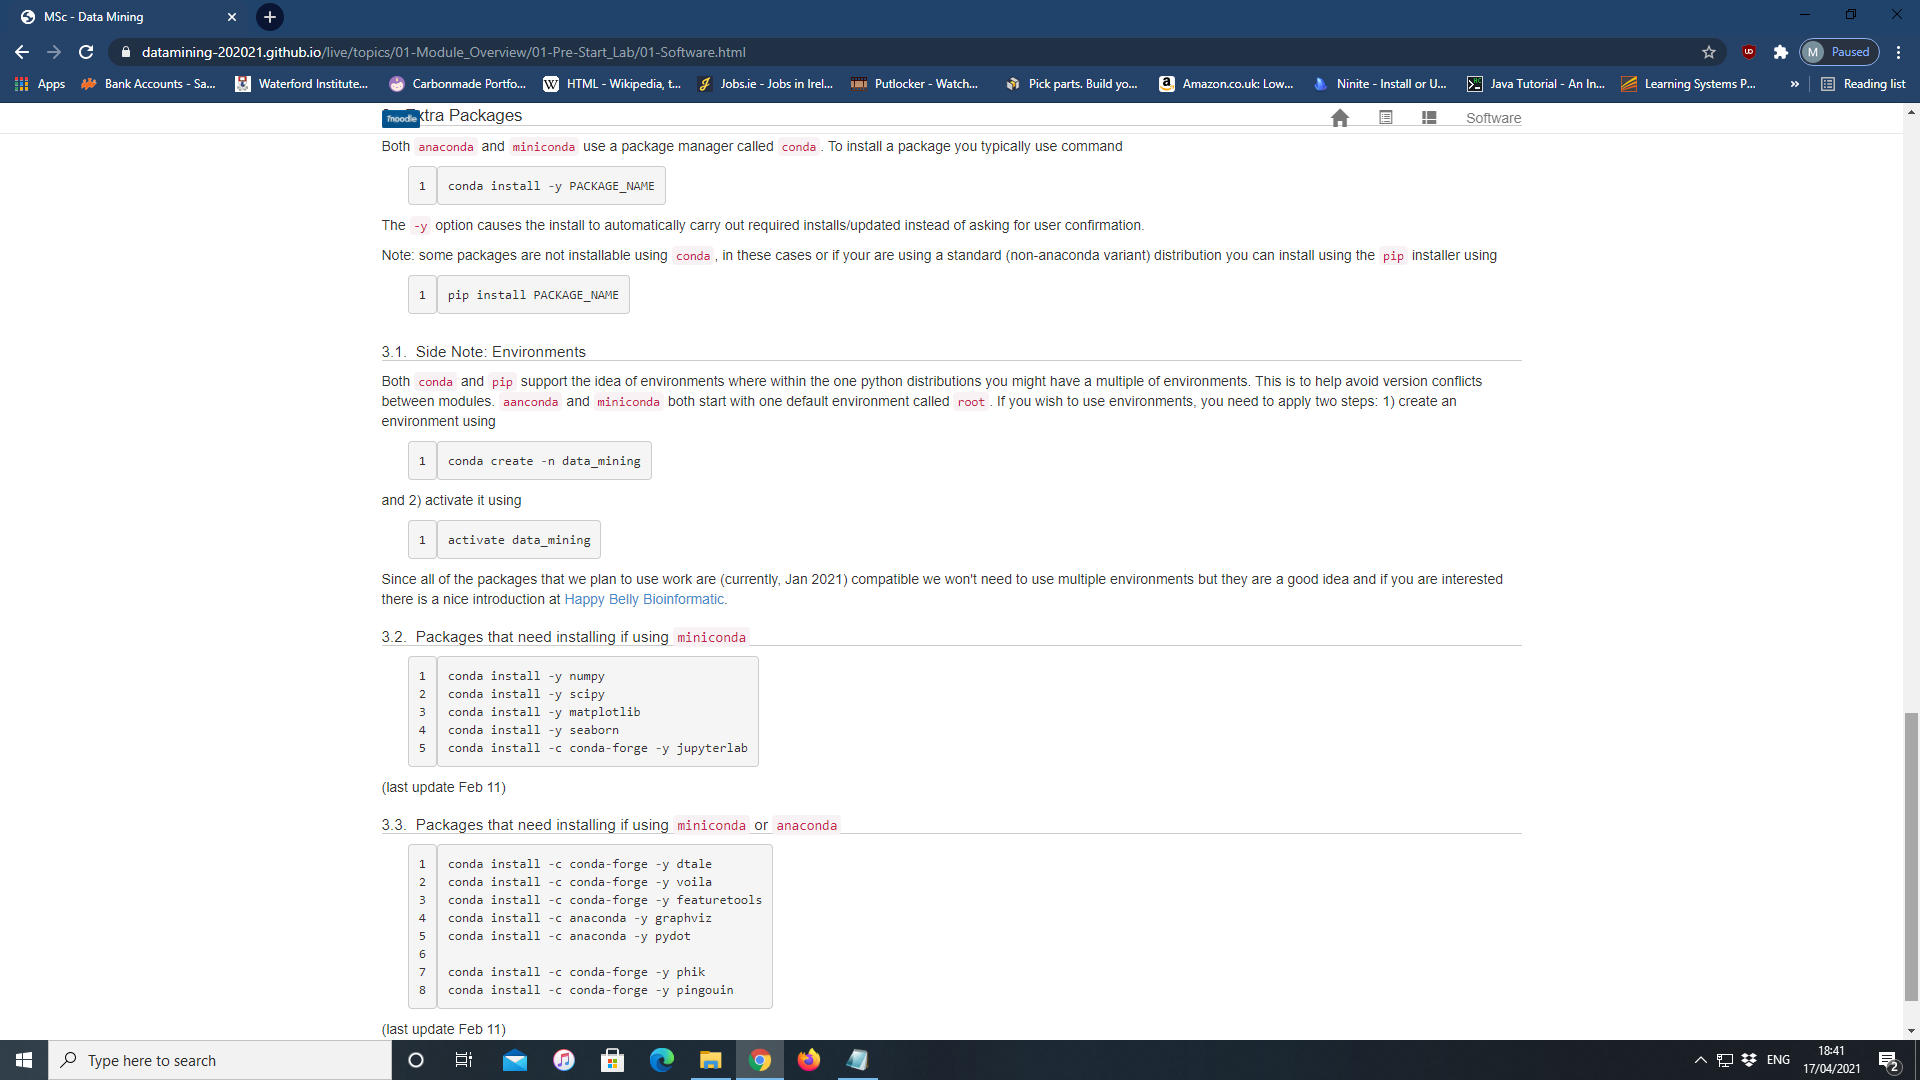 MSc - Data Mining
datamining-202021.github.io/live/topics/01-Module_Overview/01-Pre-Start_Lab/01-Software.html
M Paused
Apps
Bank Accounts - Sa...
Waterford Institute...
Carbonmade Portfo...
W HTML - Wikipedia, t...
Jobs.ie - Jobs in Irel...
Putlocker - Watch...
Pick parts. Build yo...
Amazon.co.uk: Low...
Ninite - Install or U...
Java Tutorial - An In...
Learning Systems P...
»
Reading list
moodle xtra Packages
Software
Both anaconda and miniconda use a package manager called conda . To install a package you typically use command
1 conda install -y PACKAGE_NAME
The -y option causes the install to automatically carry out required installs/updated instead of asking for user confirmation.
Note: some packages are not installable using conda , in these cases or if your are using a standard (non-anaconda variant) distribution you can install using the pip installer using
1 pip install PACKAGE_NAME
3.1. Side Note: Environments
Both conda and pip support the idea of environments where within the one python distributions you might have a multiple of environments. This is to help avoid version conflicts
between modules. aanconda and miniconda both start with one default environment called root . If you wish to use environments, you need to apply two steps: 1) create an
environment using
1 conda create -n data_mining
and 2) activate it using
1 activate data_mining
Since all of the packages that we plan to use work are (currently, Jan 2021) compatible we won't need to use multiple environments but they are a good idea and if you are interested
there is a nice introduction at Happy Belly Bioinformatic.
3.2. Packages that need installing if using miniconda
1 conda install -y numpy
2 conda install -y scipy
3 conda install -y matplotlib
4 conda install -y seaborn
5 conda install -c conda-forge -y jupyterlab
(last update Feb 11)
3.3. Packages that need installing if using miniconda or anaconda
1 conda install -c conda-forge -y dtale
2 conda install -c conda-forge -y voila
3 conda install -c conda-forge -y featuretools
4 conda install -c anaconda -y graphviz
5 conda install -c anaconda -y pydot
6
7 conda install -c conda-forge -y phik
8 conda install -c conda-forge -y pingouin
(last update Feb 11)
Type here to search
ENG
18:41
17/04/2021
2